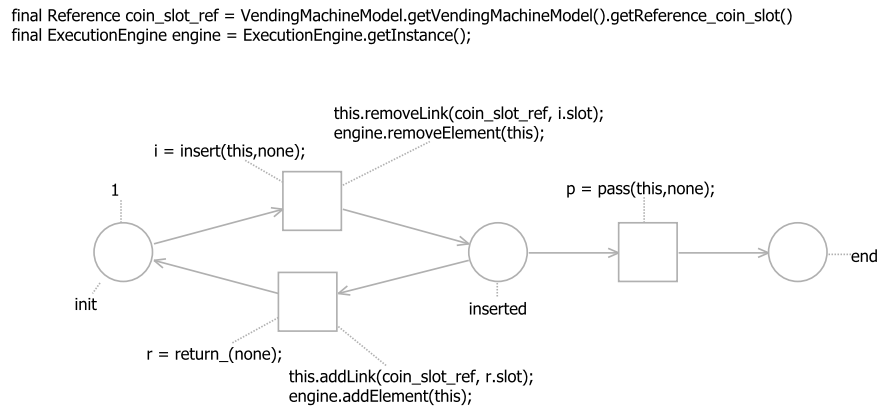 final Reference coin_slot_ref = VendingMachineModel.getVendingMachineModel().getReference_coin_slot()
final ExecutionEngine engine = ExecutionEngine.getInstance();
this.removeLink(coin_slot_ref, i.slot);
engine.removeElement(this);
i = insert(this,none);
p = pass(this,none);
1
end
init
inserted
r = return_(none);
this.addLink(coin_slot_ref, r.slot);
engine.addElement(this);